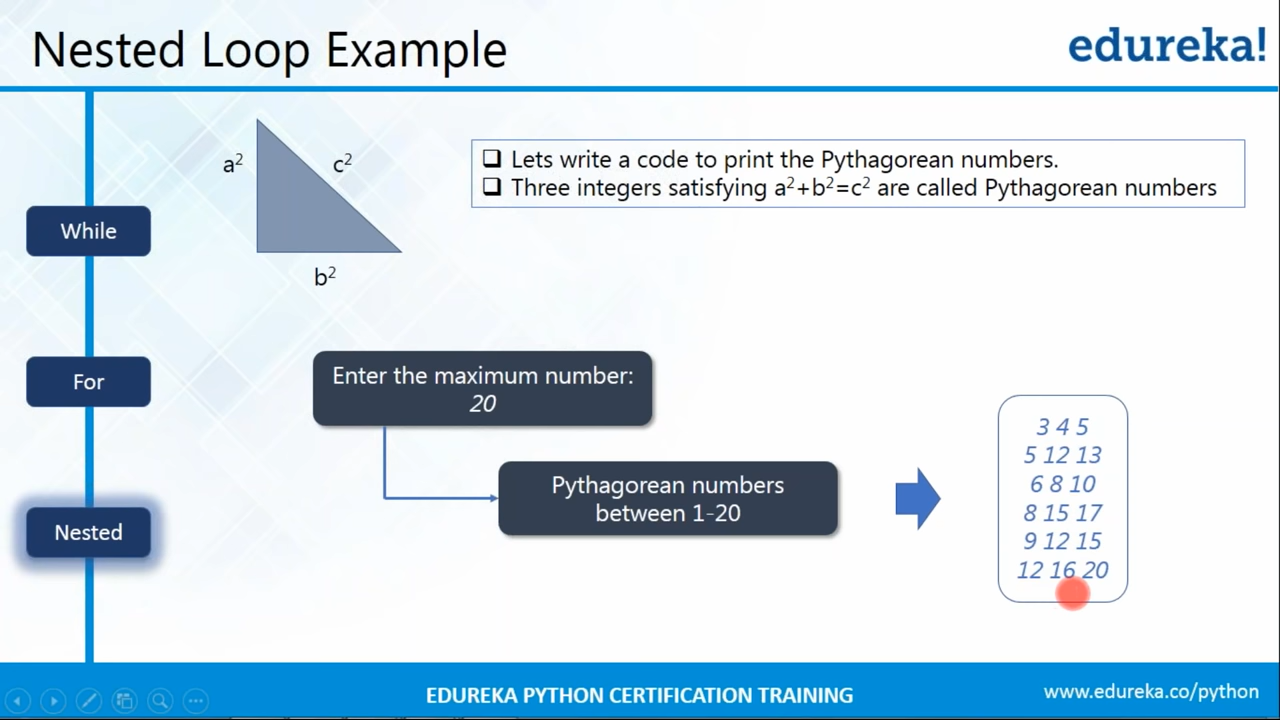 Nested Loop Example
edureka!
a²
c²
b²
❑ Lets write a code to print the Pythagorean numbers.
❑ Three integers satisfying a²+b²=c² are called Pythagorean numbers
While
For
Nested
Enter the maximum number:
20
Pythagorean numbers
between 1-20
3 4 5
5 12 13
6 8 10
8 15 17
9 12 15
12 16 20
EDUREKA PYTHON CERTIFICATION TRAINING
www.edureka.co/python